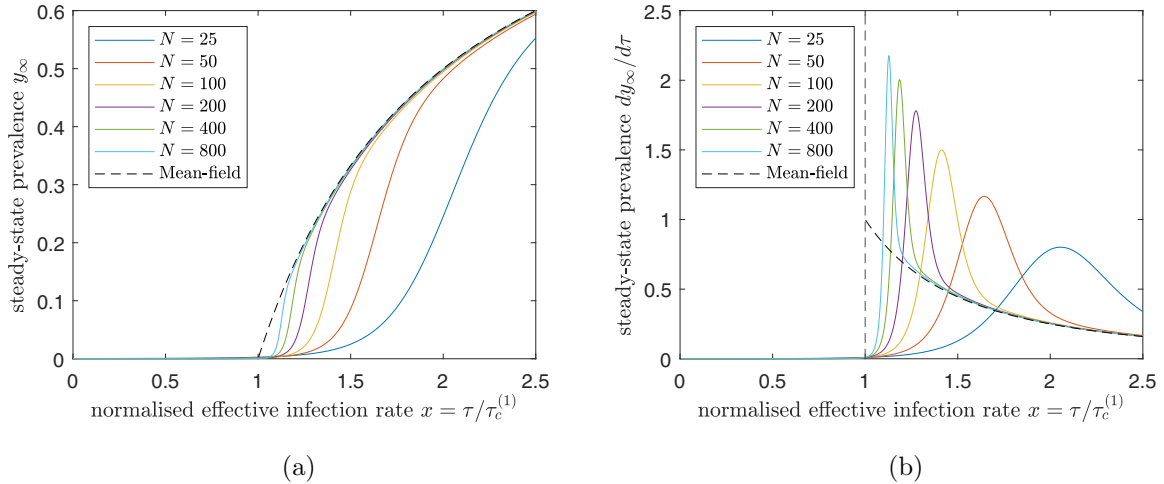 0.6
0.5
0.4
0.3
0.2
0.1
0
steady-state prevalence y∞
N = 25
N = 50
N = 100
N = 200
N = 400
N = 800
Mean-field
0 0.5 1 1.5 2 2.5
normalised effective infection rate x = τ/τ_c^(1)
(a)
2.5
2
1.5
1
0.5
0
steady-state prevalence dy∞/dτ
N = 25
N = 50
N = 100
N = 200
N = 400
N = 800
Mean-field
0 0.5 1 1.5 2 2.5
normalised effective infection rate x = τ/τ_c^(1)
(b)